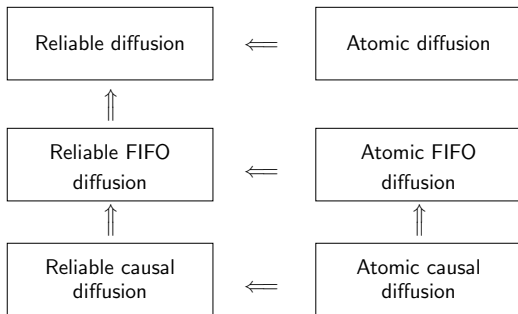 Reliable diffusion
⇐
Atomic diffusion
⇑
Reliable FIFO
diffusion
⇐
Atomic FIFO
diffusion
⇑
⇑
Reliable causal
diffusion
⇐
Atomic causal
diffusion